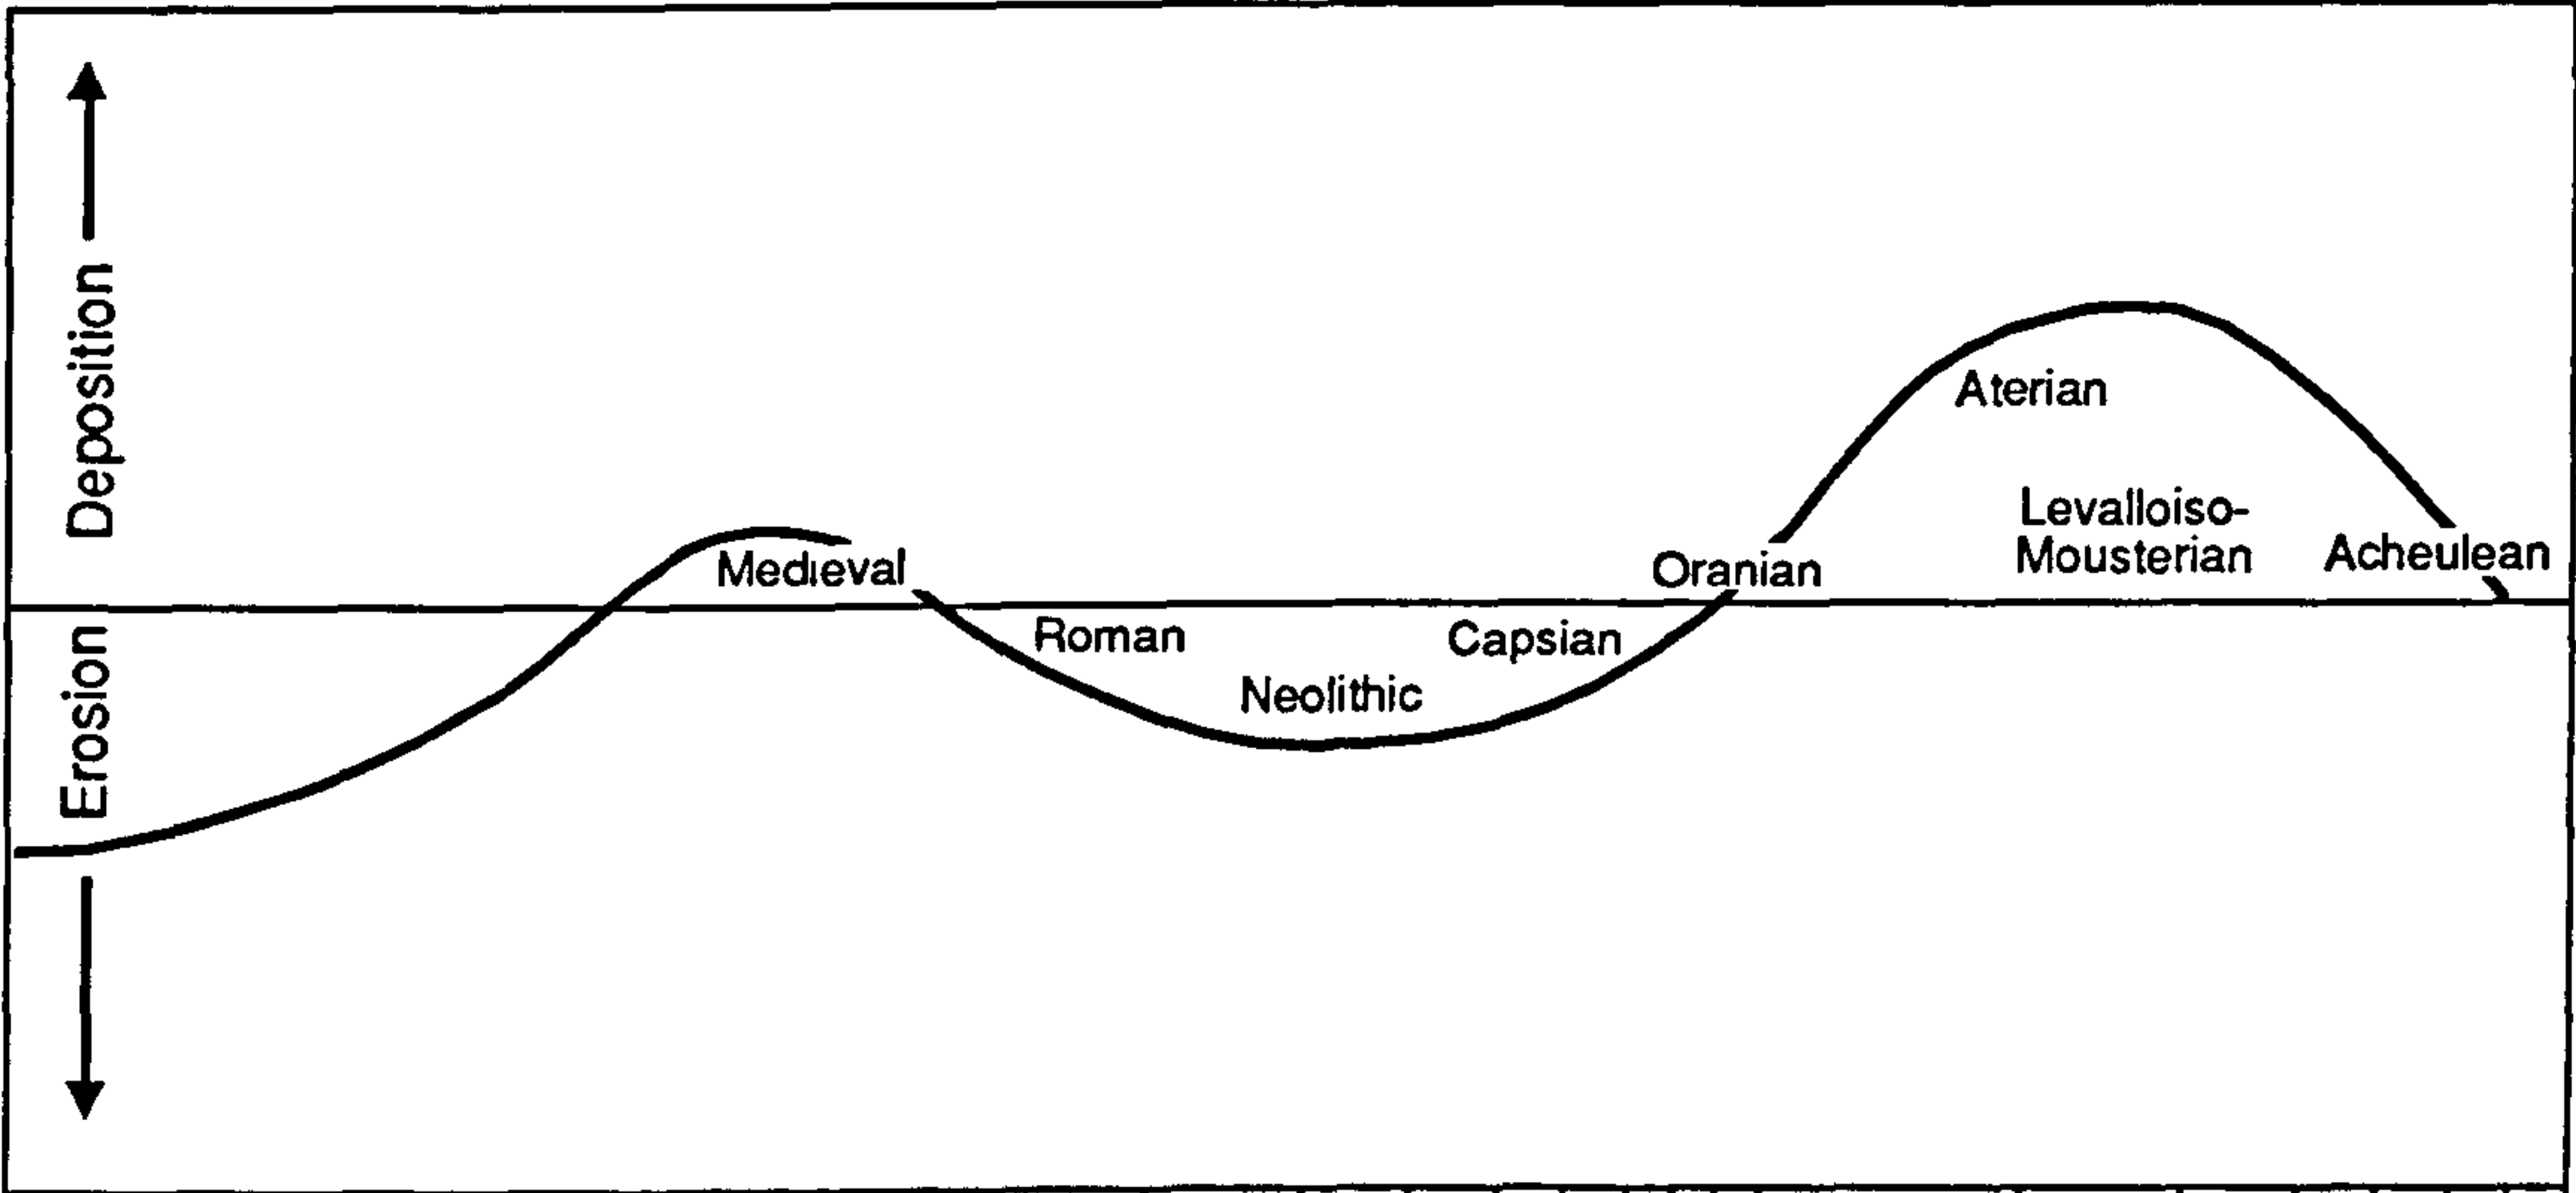 Deposition
Erosion
Medieval
Roman
Neolithic
Capsian
Oranian
Aterian
Levalloiso-
Mousterian
Acheulean